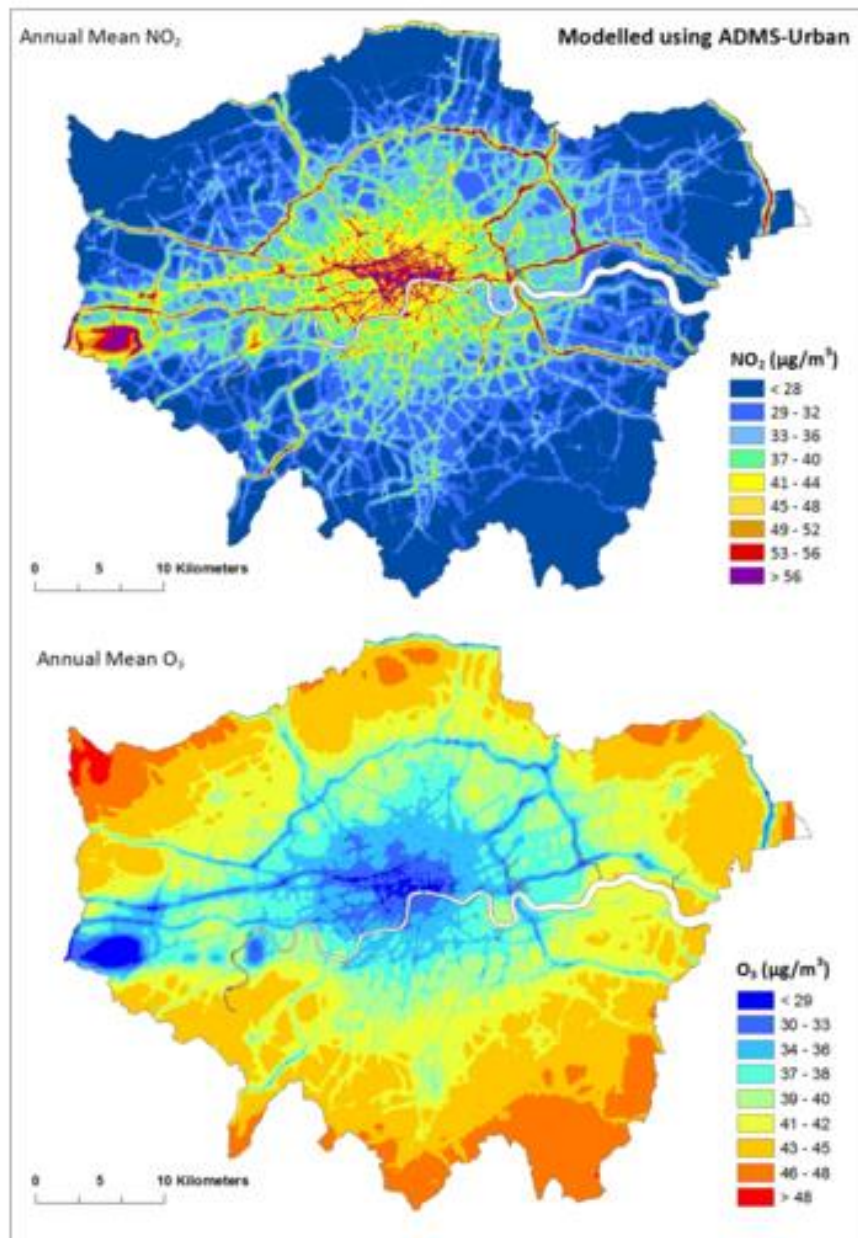 Annual Mean NO₂
Modelled using ADMS-Urban
NO₂ (µg/m³)
< 28
29 - 32
33 - 36
37 - 40
41 - 44
45 - 48
49 - 52
53 - 56
> 56
0 5 10 Kilometers
Annual Mean O₃
O₃ (µg/m³)
< 29
30 - 33
34 - 36
37 - 38
39 - 40
41 - 42
43 - 45
46 - 48
> 48
0 5 10 Kilometers